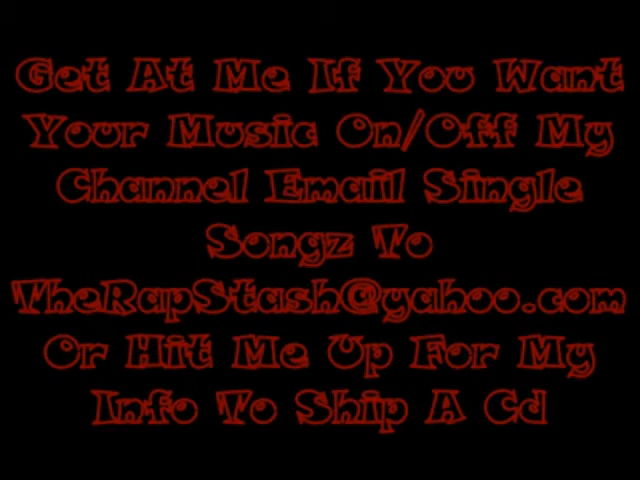 Get At Me If You Want
Your Music On/Off My
Channel Email Single
Songz To
TheRapStash@yahoo.com
Or Hit Me Up For My
Info To Ship A Cd